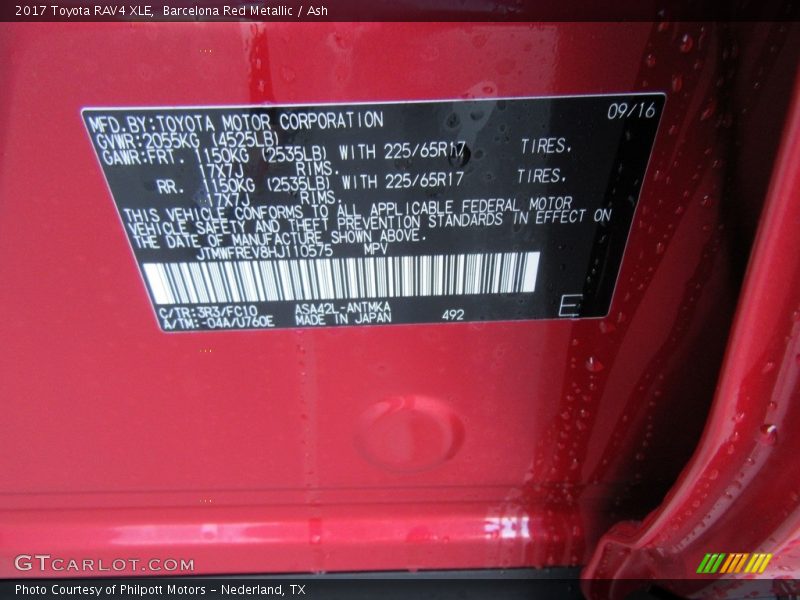 2017 Toyota RAV4 XLE, Barcelona Red Metallic / Ash
09/16
MFD.BY:TOYOTA MOTOR CORPORATION
GVWR:2055KG (4525LB)
GAWR:FRT. 1150KG (2535LB) WITH 225/65R17 TIRES.
17X7J RIMS.
RR. 1150KG (2535LB) WITH 225/65R17 TIRES.
17X7J RIMS.
THIS VEHICLE CONFORMS TO ALL APPLICABLE FEDERAL MOTOR
VEHICLE SAFETY AND THEFT PREVENTION STANDARDS IN EFFECT ON
THE DATE OF MANUFACTURE SHOWN ABOVE.
JTMWFREV8HJ110575 MPV
C/TR:3R3/FC10 ASA42L-ANTMKA
A/TM:-04A/U760E MADE IN JAPAN 492 E
GTCARLOT.COM
Photo Courtesy of Philpott Motors - Nederland, TX